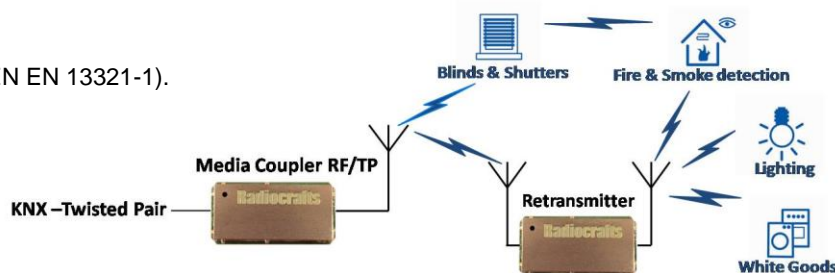 EN EN 13321-1).
Blinds & Shutters
Fire & Smoke detection
Media Coupler RF/TP
Lighting
KNX –Twisted Pair
Radiocrafts
Retransmitter
Radiocrafts
White Goods